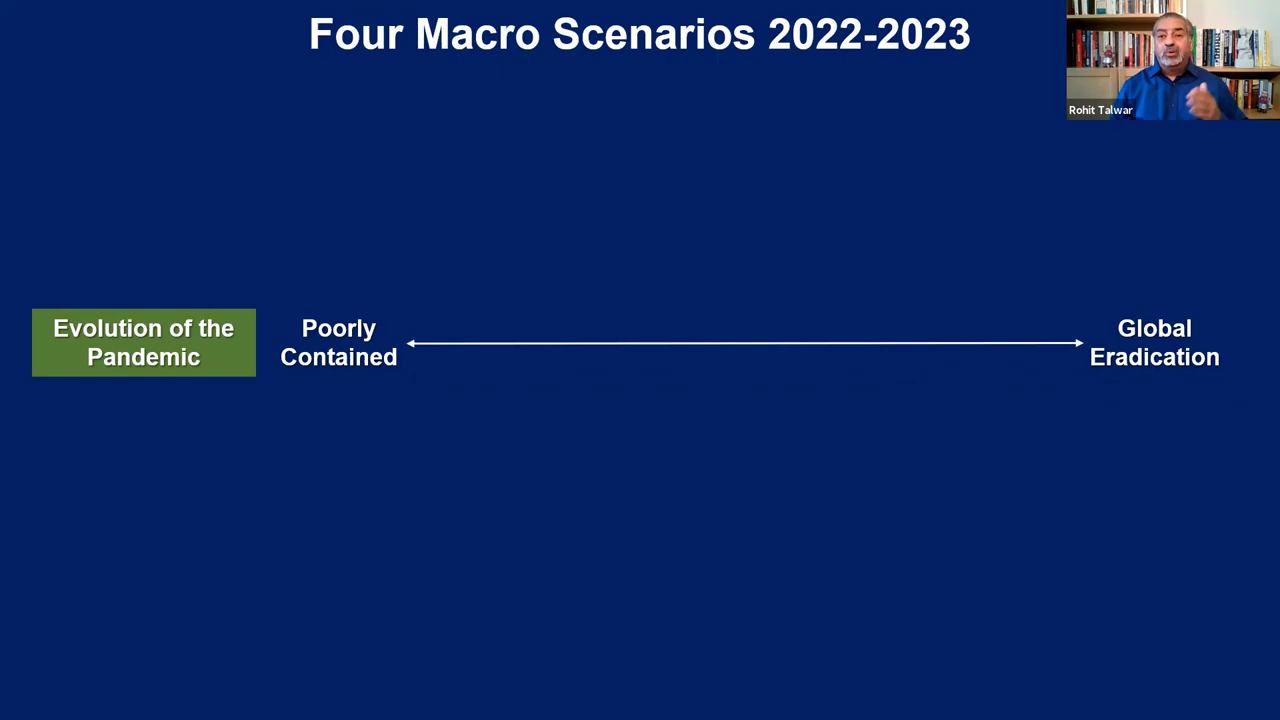 Four Macro Scenarios 2022-2023
Rohit Talwar
Evolution of the
Pandemic
Poorly
Contained
Global
Eradication